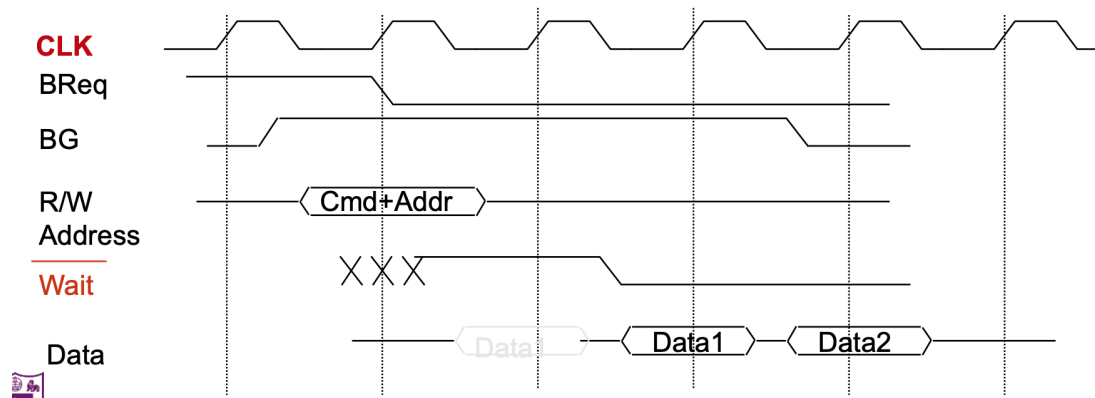 CLK
BReq
BG
R/W
Address
Cmd+Addr
Wait
Data
Data1
Data1
Data2